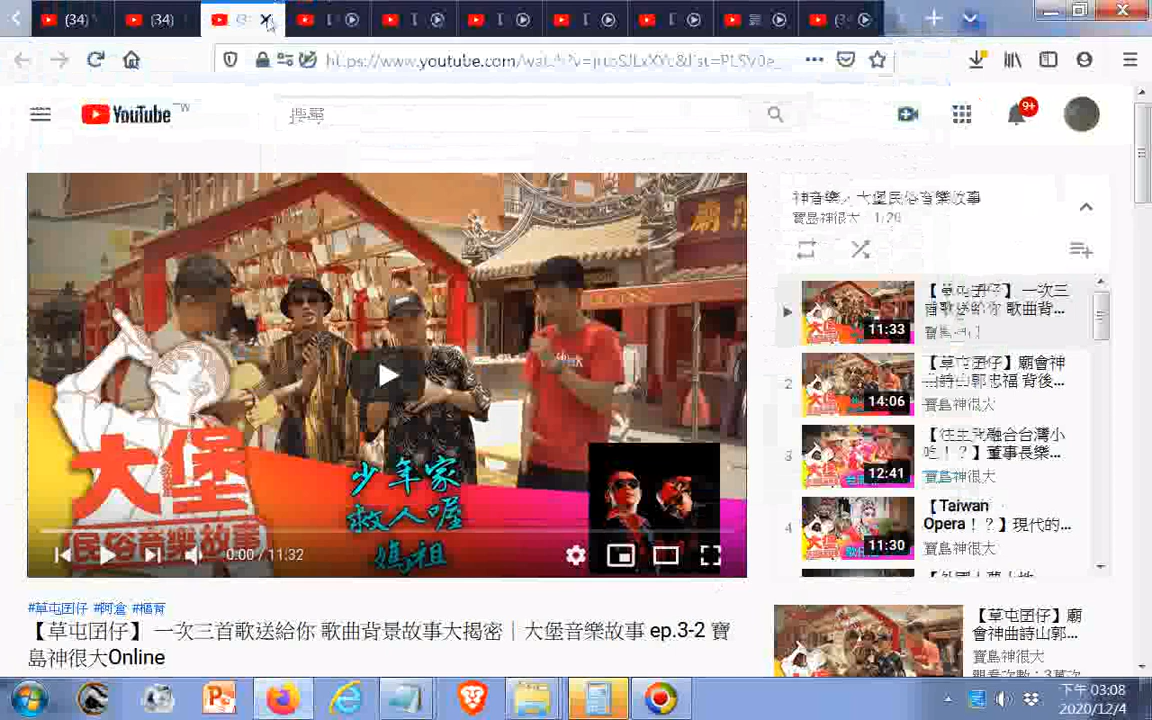 (34)
(34)
YouTube TW
搜尋
9+
神音樂／大堡民俗音樂故事
寶島神很大 - 1/28
大堡
民俗音樂故事
少年家
救人喔
媽祖
0:00 / 11:32
【草屯囝仔】 一次三
首歌送給你 歌曲背...
11:33
2
【草屯囝仔】廟會神
曲詩山郭忠福 背後...
寶島神很大
14:06
3
12:41
寶島神很大
4
【Taiwan
Opera！？】現代的...
寶島神很大
11:30
#草屯囝仔 #阿倉 #楊育
【草屯囝仔】 一次三首歌送給你 歌曲背景故事大揭密｜大堡音樂故事 ep.3-2 寶
島神很大Online
【草屯囝仔】廟
會神曲詩山郭...
寶島神很大
下午 03:08
2020/12/4